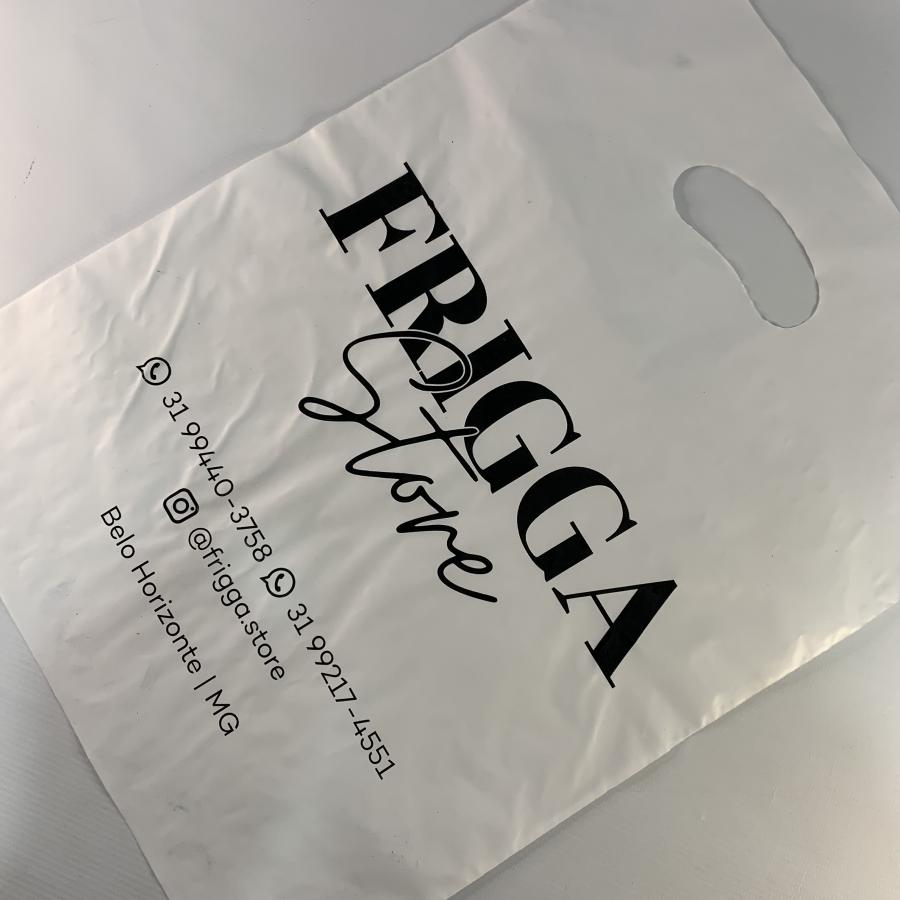 FRIGGA
Store
31 99440-3758 31 99217-4551
@frigga.store
Belo Horizonte | MG